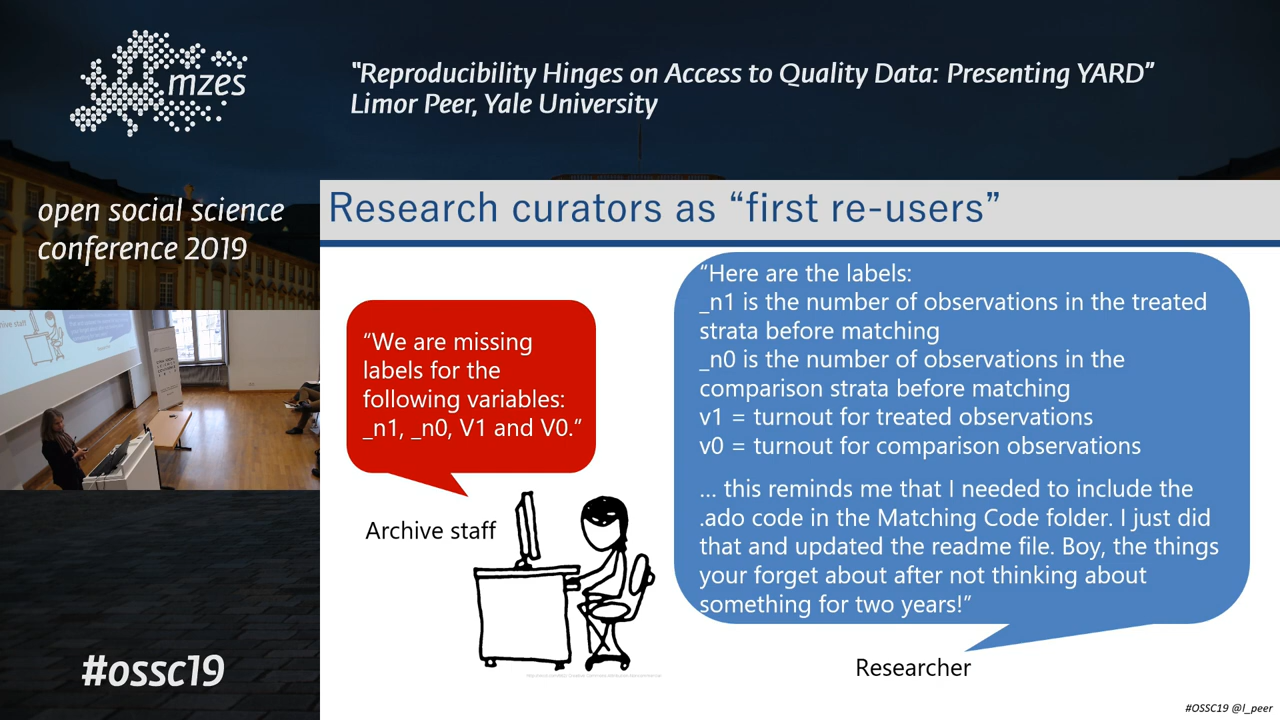 mzes
"Reproducibility Hinges on Access to Quality Data: Presenting YARD"
Limor Peer, Yale University
open social science
conference 2019
Research curators as “first re-users”
“We are missing
labels for the
following variables:
_n1, _n0, V1 and V0.”
Archive staff
“Here are the labels:
_n1 is the number of observations in the treated
strata before matching
_n0 is the number of observations in the
comparison strata before matching
v1 = turnout for treated observations
v0 = turnout for comparison observations
... this reminds me that I needed to include the
.ado code in the Matching Code folder. I just did
that and updated the readme file. Boy, the things
your forget about after not thinking about
something for two years!”
Researcher
#ossc19
#OSSC19 @l_peer